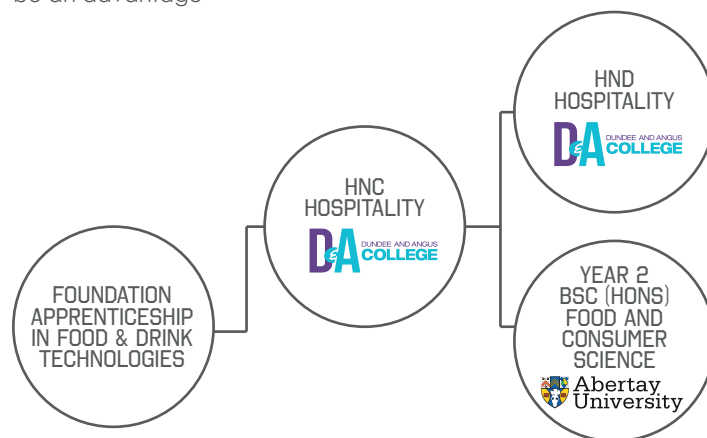 be an advantage
FOUNDATION
APPRENTICESHIP
IN FOOD & DRINK
TECHNOLOGIES
HNC
HOSPITALITY
D&A DUNDEE AND ANGUS
COLLEGE
HND
HOSPITALITY
D&A DUNDEE AND ANGUS
COLLEGE
YEAR 2
BSC (HONS)
FOOD AND
CONSUMER
SCIENCE
Abertay
University